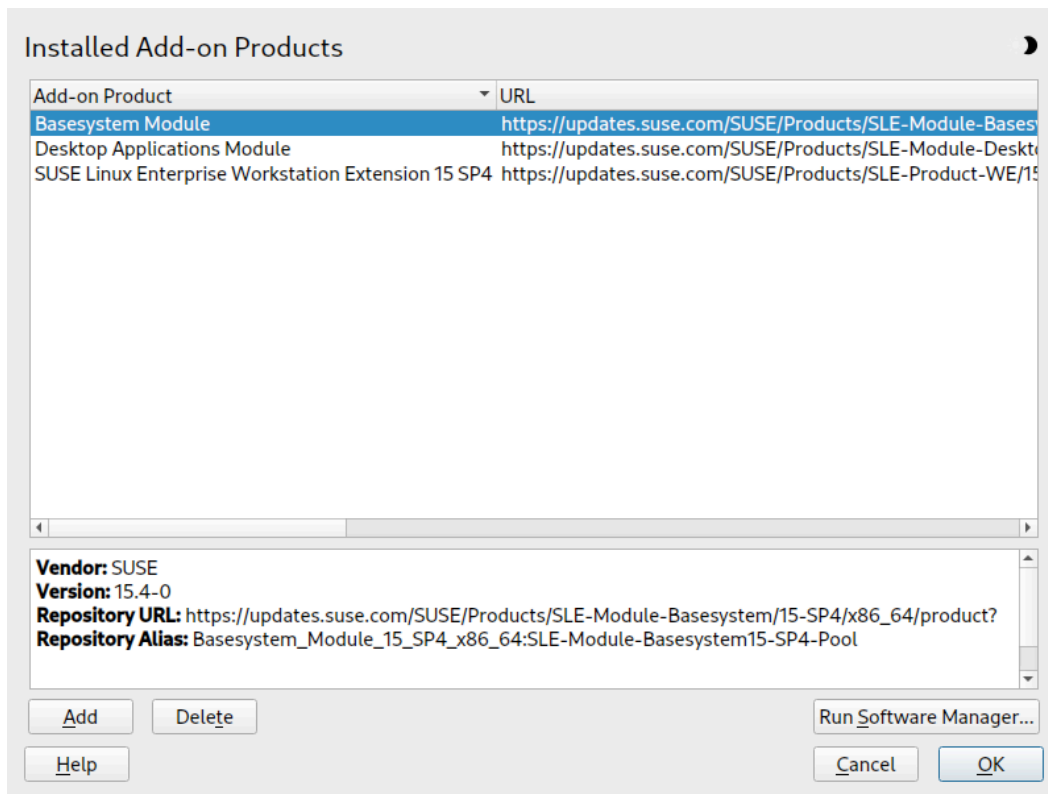 Installed Add-on Products
Add-on Product URL
Basesystem Module https://updates.suse.com/SUSE/Products/SLE-Module-Bases
Desktop Applications Module https://updates.suse.com/SUSE/Products/SLE-Module-Deskt
SUSE Linux Enterprise Workstation Extension 15 SP4 https://updates.suse.com/SUSE/Products/SLE-Product-WE/15
Vendor: SUSE
Version: 15.4-0
Repository URL: https://updates.suse.com/SUSE/Products/SLE-Module-Basesystem/15-SP4/x86_64/product?
Repository Alias: Basesystem_Module_15_SP4_x86_64:SLE-Module-Basesystem15-SP4-Pool
Add Delete Run Software Manager...
Help Cancel OK